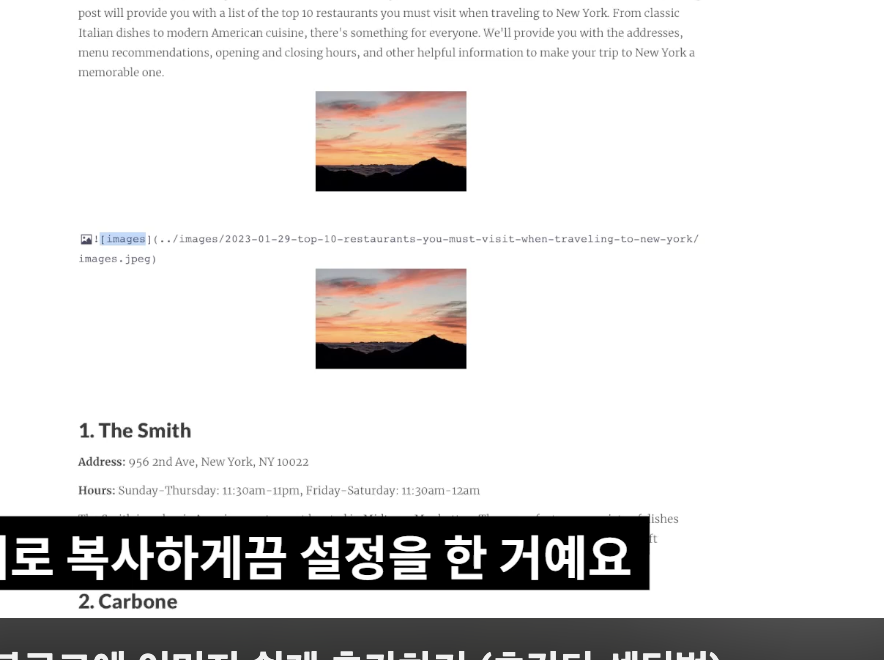 post will provide you with a list of the top 10 restaurants you must visit when traveling to New York. From classic
Italian dishes to modern American cuisine, there's something for everyone. We'll provide you with the addresses,
menu recommendations, opening and closing hours, and other helpful information to make your trip to New York a
memorable one.
![images](../images/2023-01-29-top-10-restaurants-you-must-visit-when-traveling-to-new-york/
images.jpeg)
1. The Smith
Address: 956 2nd Ave, New York, NY 10022
Hours: Sunday-Thursday: 11:30am-11pm, Friday-Saturday: 11:30am-12am
dishes
복사하게끔 설정을 한 거예요
2. Carbone